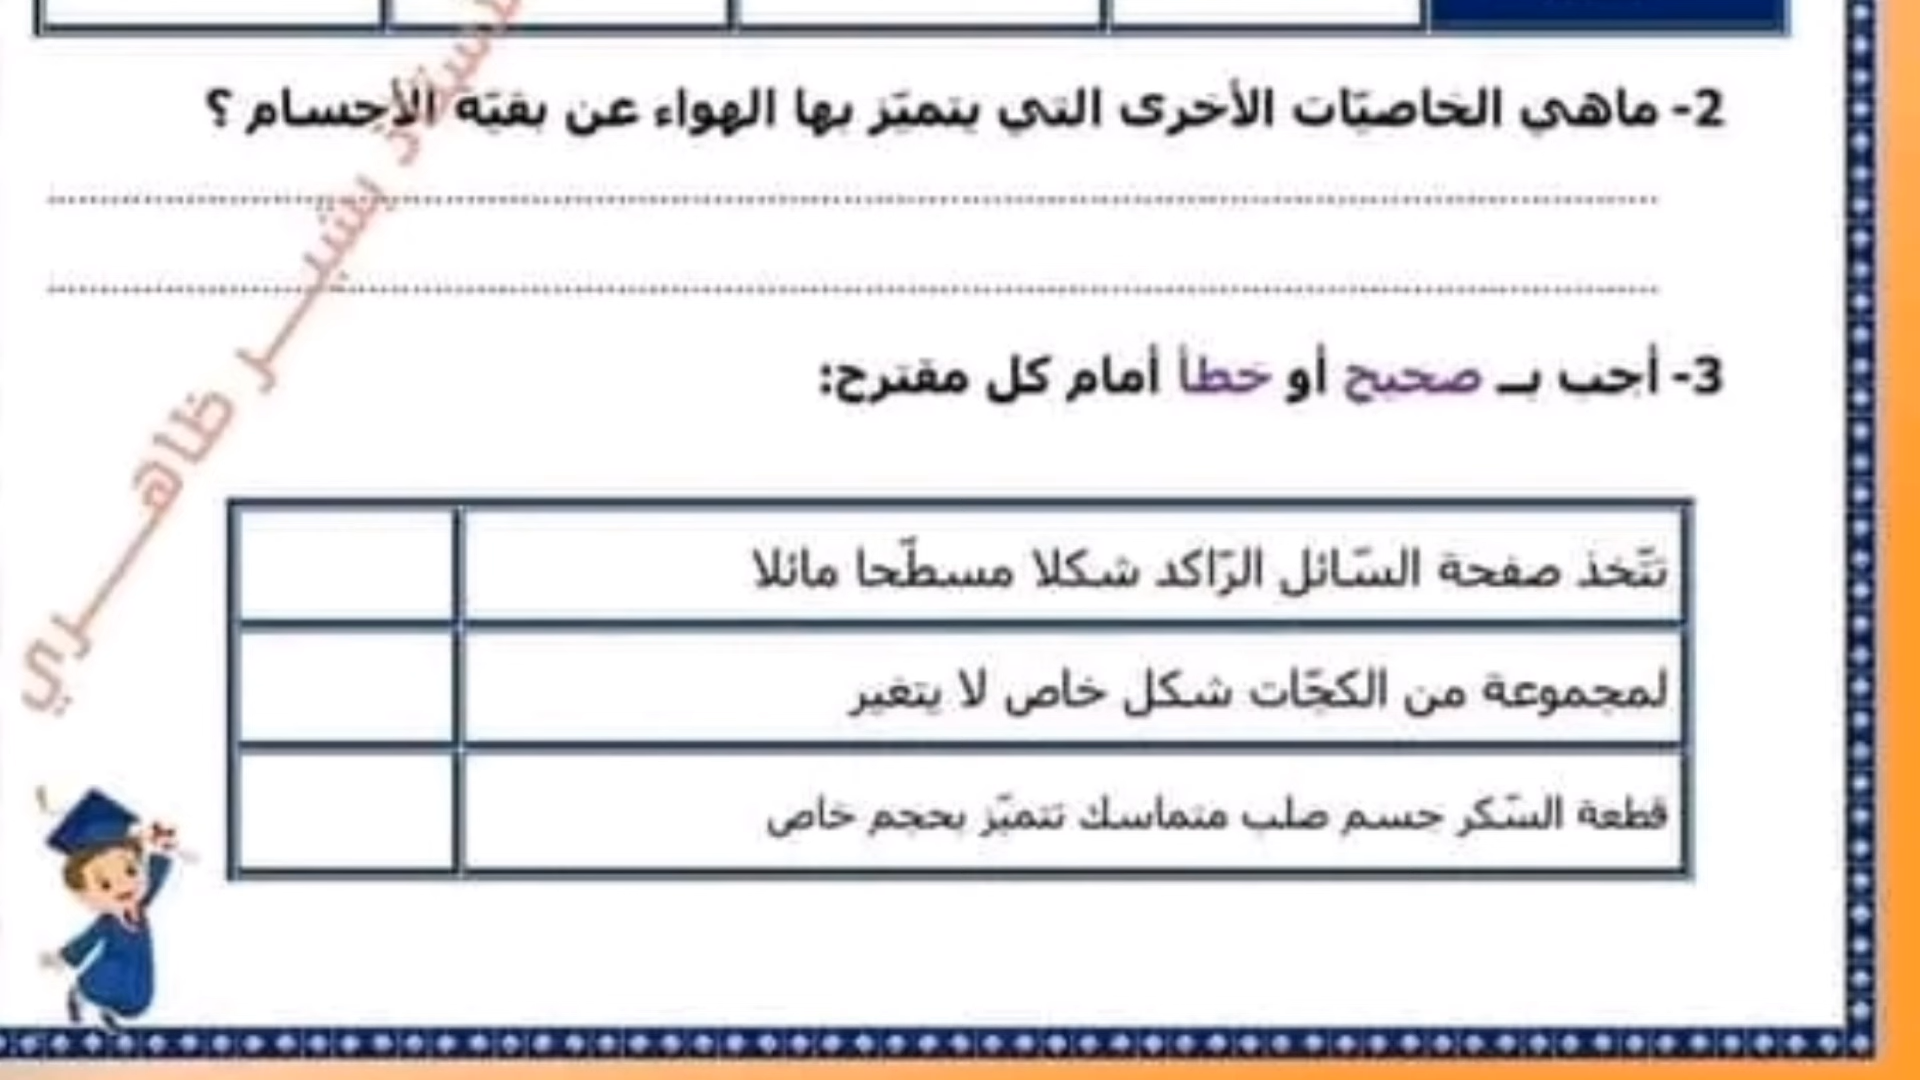 2- ماهي الخاصيّات الأخرى التي يتميّز بها الهواء عن بقيّه الأجسام ؟
3- أجب بـ صحيح أو خطأ أمام كل مقترح:
تتّخذ صفحة السّائل الرّاكد شكلا مسطّحا مائلا
لمجموعة من الكجّات شكل خاص لا يتغير
قطعة السّكر جسم صلب متماسك تتميّز بحجم خاص
بشيـــر ظاهـــري